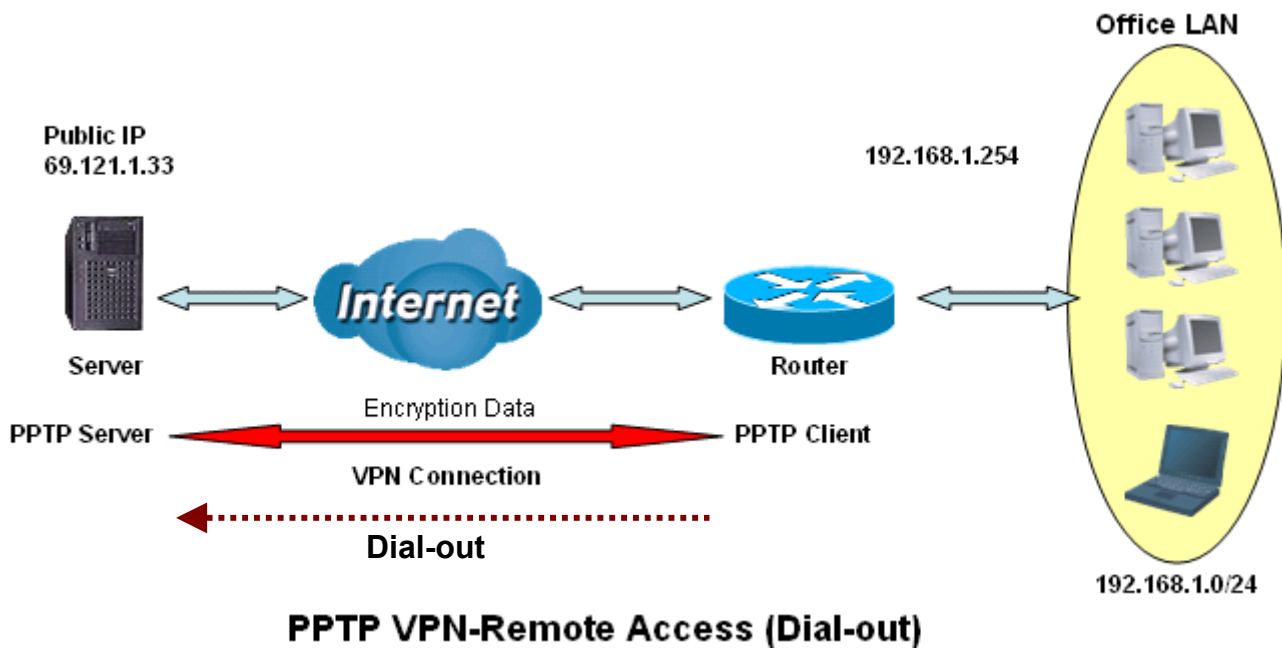 Office LAN
Public IP
69.121.1.33
192.168.1.254
Internet
Server
Router
Encryption Data
PPTP Server
PPTP Client
VPN Connection
Dial-out
192.168.1.0/24
PPTP VPN-Remote Access (Dial-out)